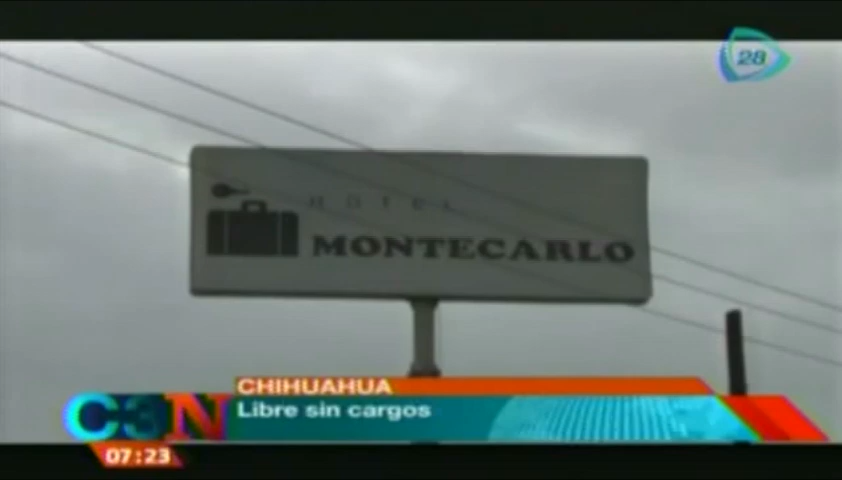 28
HOTEL
MONTECARLO
CHIHUAHUA
C3N
Libre sin cargos
07:23